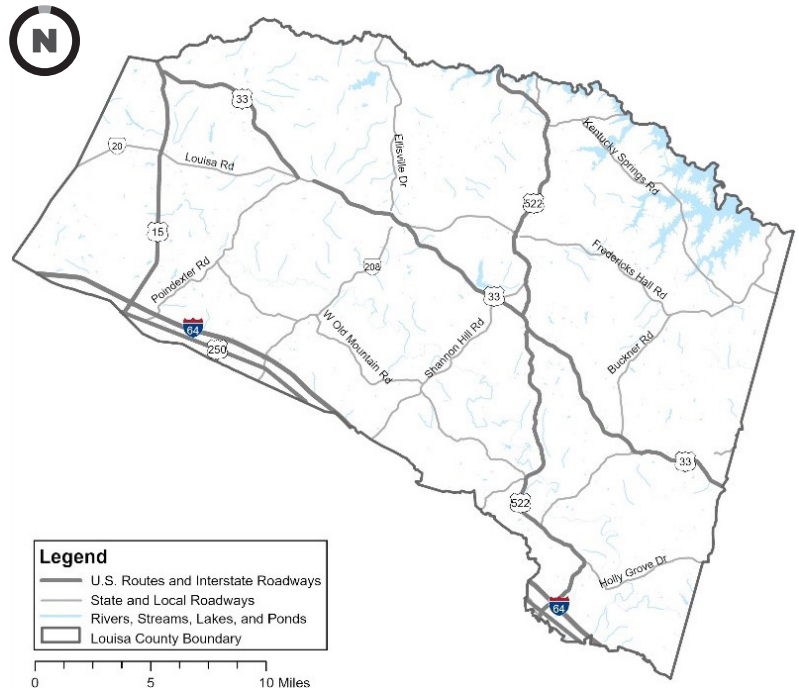 N
33
Ellisville Dr
Kentucky Springs Rd
20
Louisa Rd
522
15
208
Fredericks Hall Rd
Poindexter Rd
33
64
W Old Mountain Rd
Shannon Hill Rd
Buckner Rd
250
33
522
Holly Grove Dr
64
Legend
U.S. Routes and Interstate Roadways
State and Local Roadways
Rivers, Streams, Lakes, and Ponds
Louisa County Boundary
0 5 10 Miles